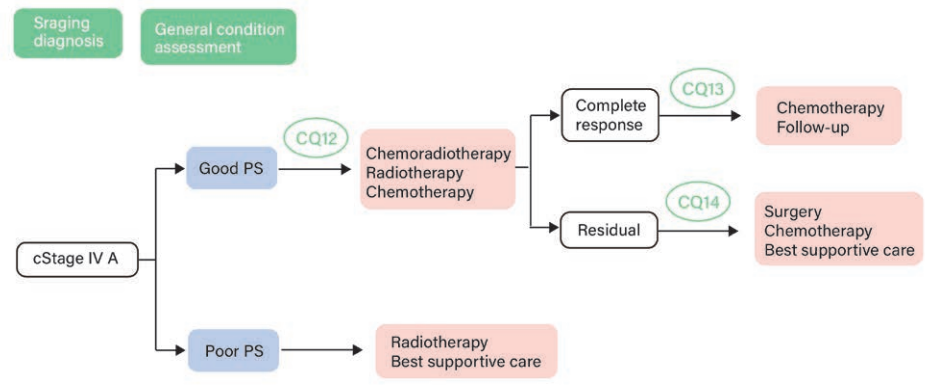 Sraging
diagnosis
General condition
assessment
CQ13
Complete
response
Chemotherapy
Follow-up
CQ12
Good PS
Chemoradiotherapy
Radiotherapy
Chemotherapy
CQ14
Residual
Surgery
Chemotherapy
Best supportive care
cStage IV A
Poor PS
Radiotherapy
Best supportive care